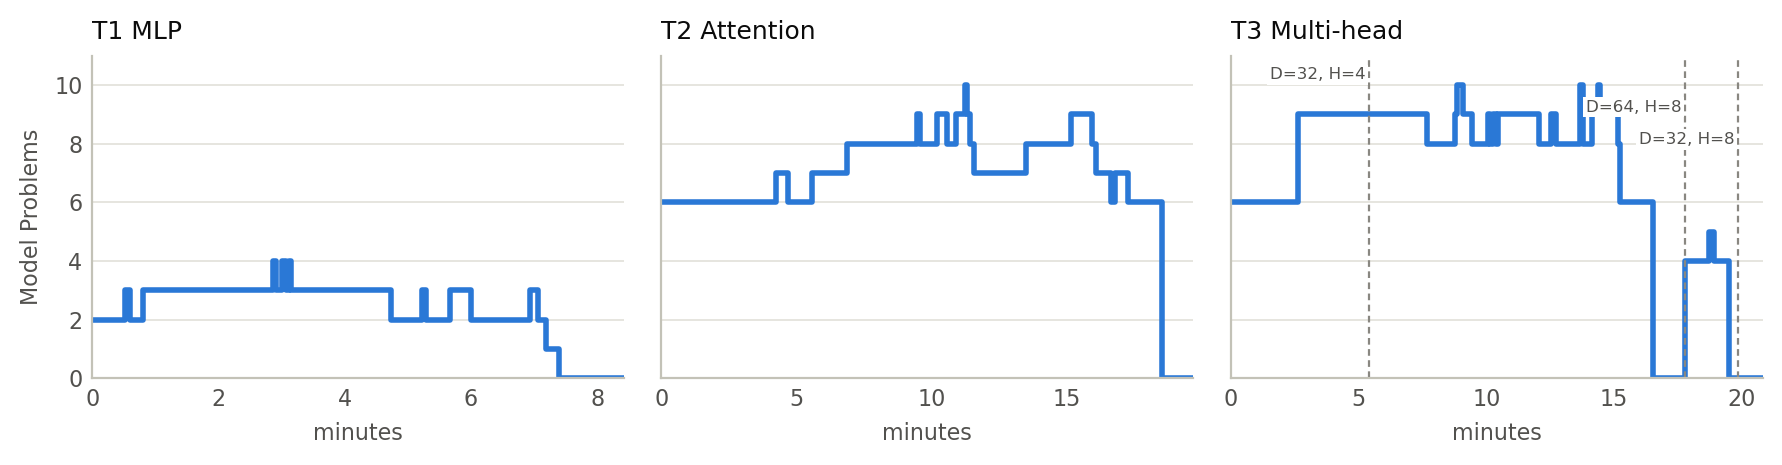 T1 MLP
T2 Attention
T3 Multi-head
Model Problems
10
8
6
4
2
0
D=32, H=4
D=64, H=8
D=32, H=8
0 2 4 6 8
0 5 10 15
0 5 10 15 20
minutes
minutes
minutes